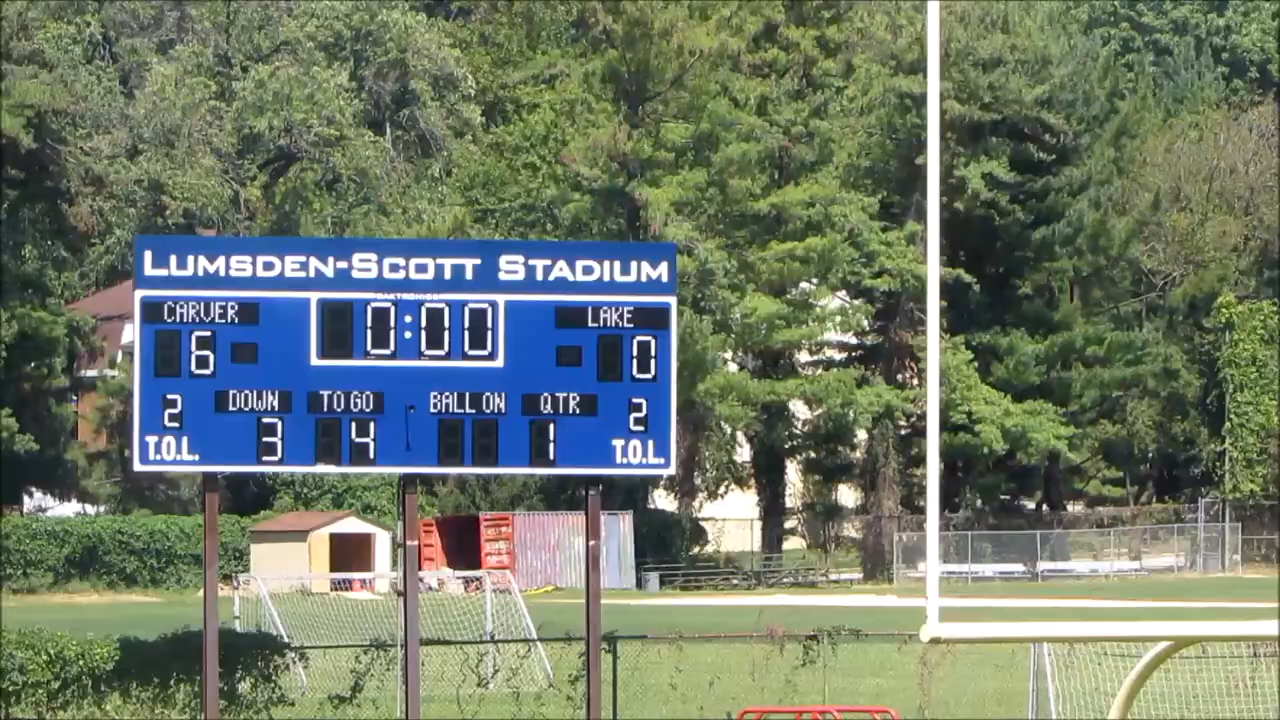 LUMSDEN-SCOTT STADIUM
DAKTRONICS
CARVER 0:00 LAKE
6 0
DOWN TO GO BALL ON QTR
2 3 4 1 2
T.O.L. T.O.L.